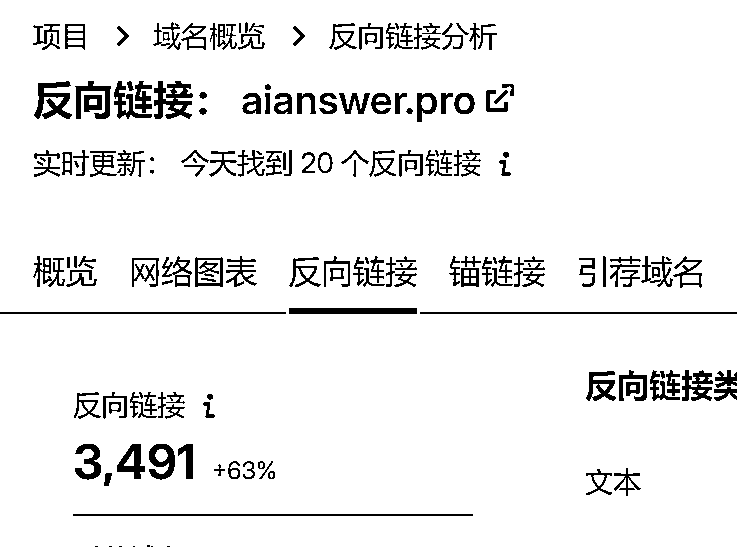 项目 > 域名概览 > 反向链接分析
反向链接： aianswer.pro
实时更新： 今天找到 20 个反向链接 i
概览 网络图表 反向链接 锚链接 引荐域名
反向链接 i
3,491 +63%
反向链接类
文本